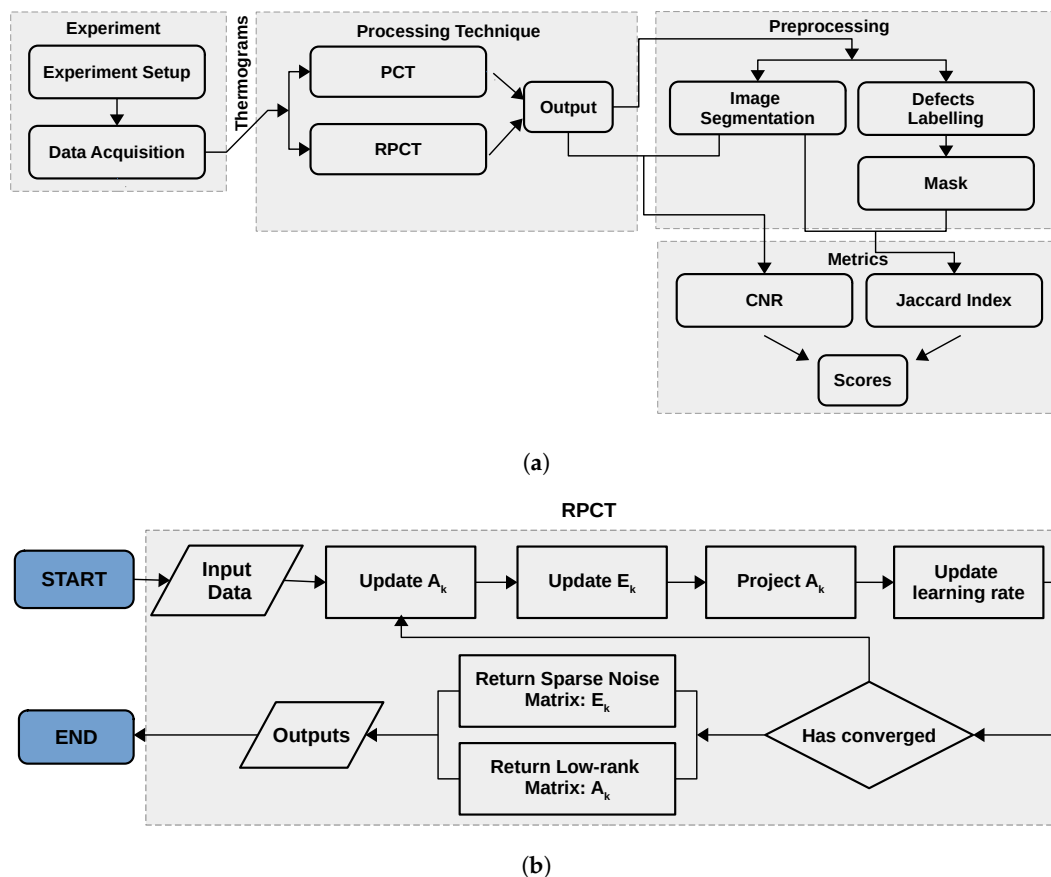 Experiment
Experiment Setup
Data Acquisition
Thermograms
Processing Technique
PCT
RPCT
Output
Preprocessing
Image
Segmentation
Defects
Labelling
Mask
Metrics
CNR
Jaccard Index
Scores
(a)
RPCT
START
Input
Data
Update Aₖ
Update Eₖ
Project Aₖ
Update
learning rate
Has converged
Return Sparse Noise
Matrix: Eₖ
Return Low-rank
Matrix: Aₖ
Outputs
END
(b)